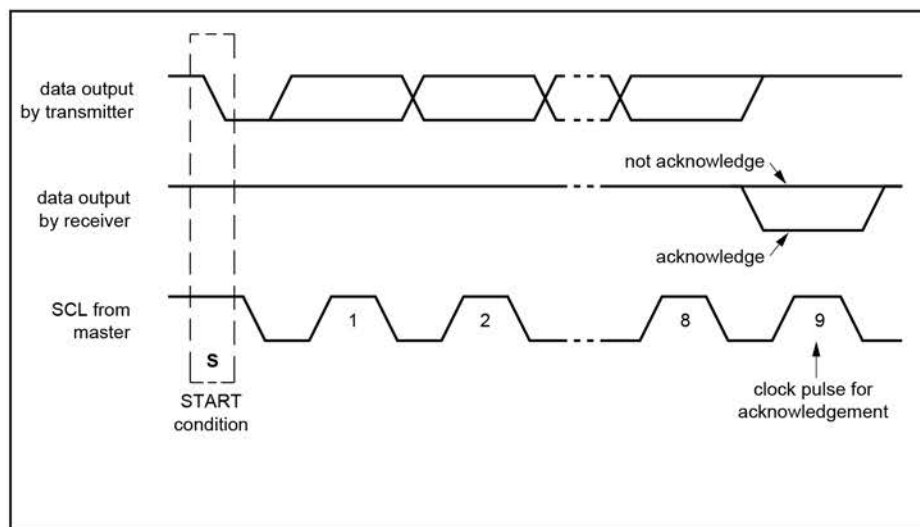 data output
by transmitter
not acknowledge
data output
by receiver
acknowledge
SCL from
master
1
2
8
9
S
START
condition
clock pulse for
acknowledgement